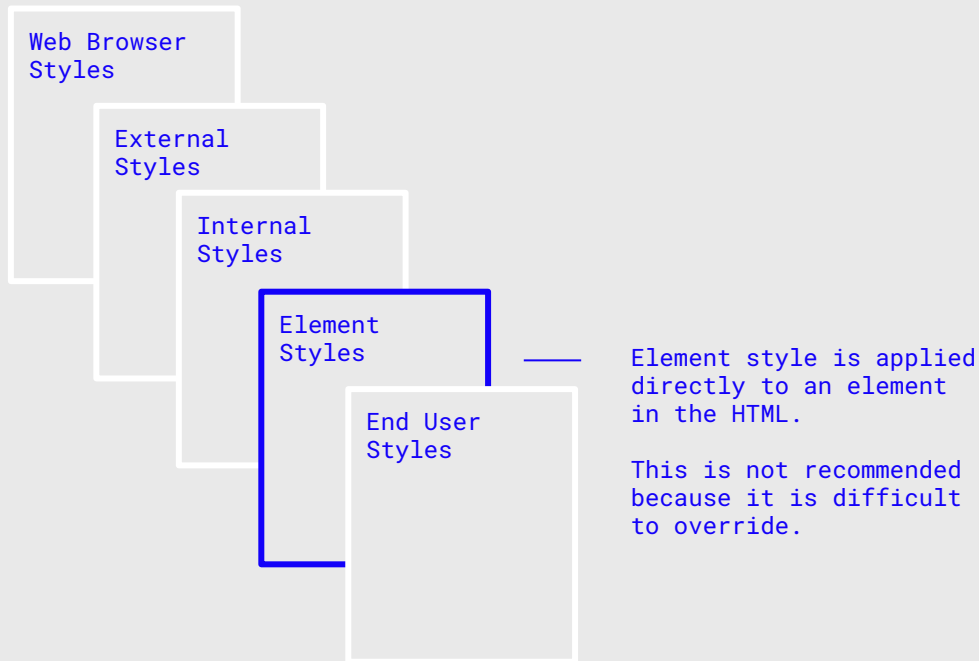 Web Browser
Styles
External
Styles
Internal
Styles
Element
Styles
End User
Styles
Element style is applied
directly to an element
in the HTML.
This is not recommended
because it is difficult
to override.